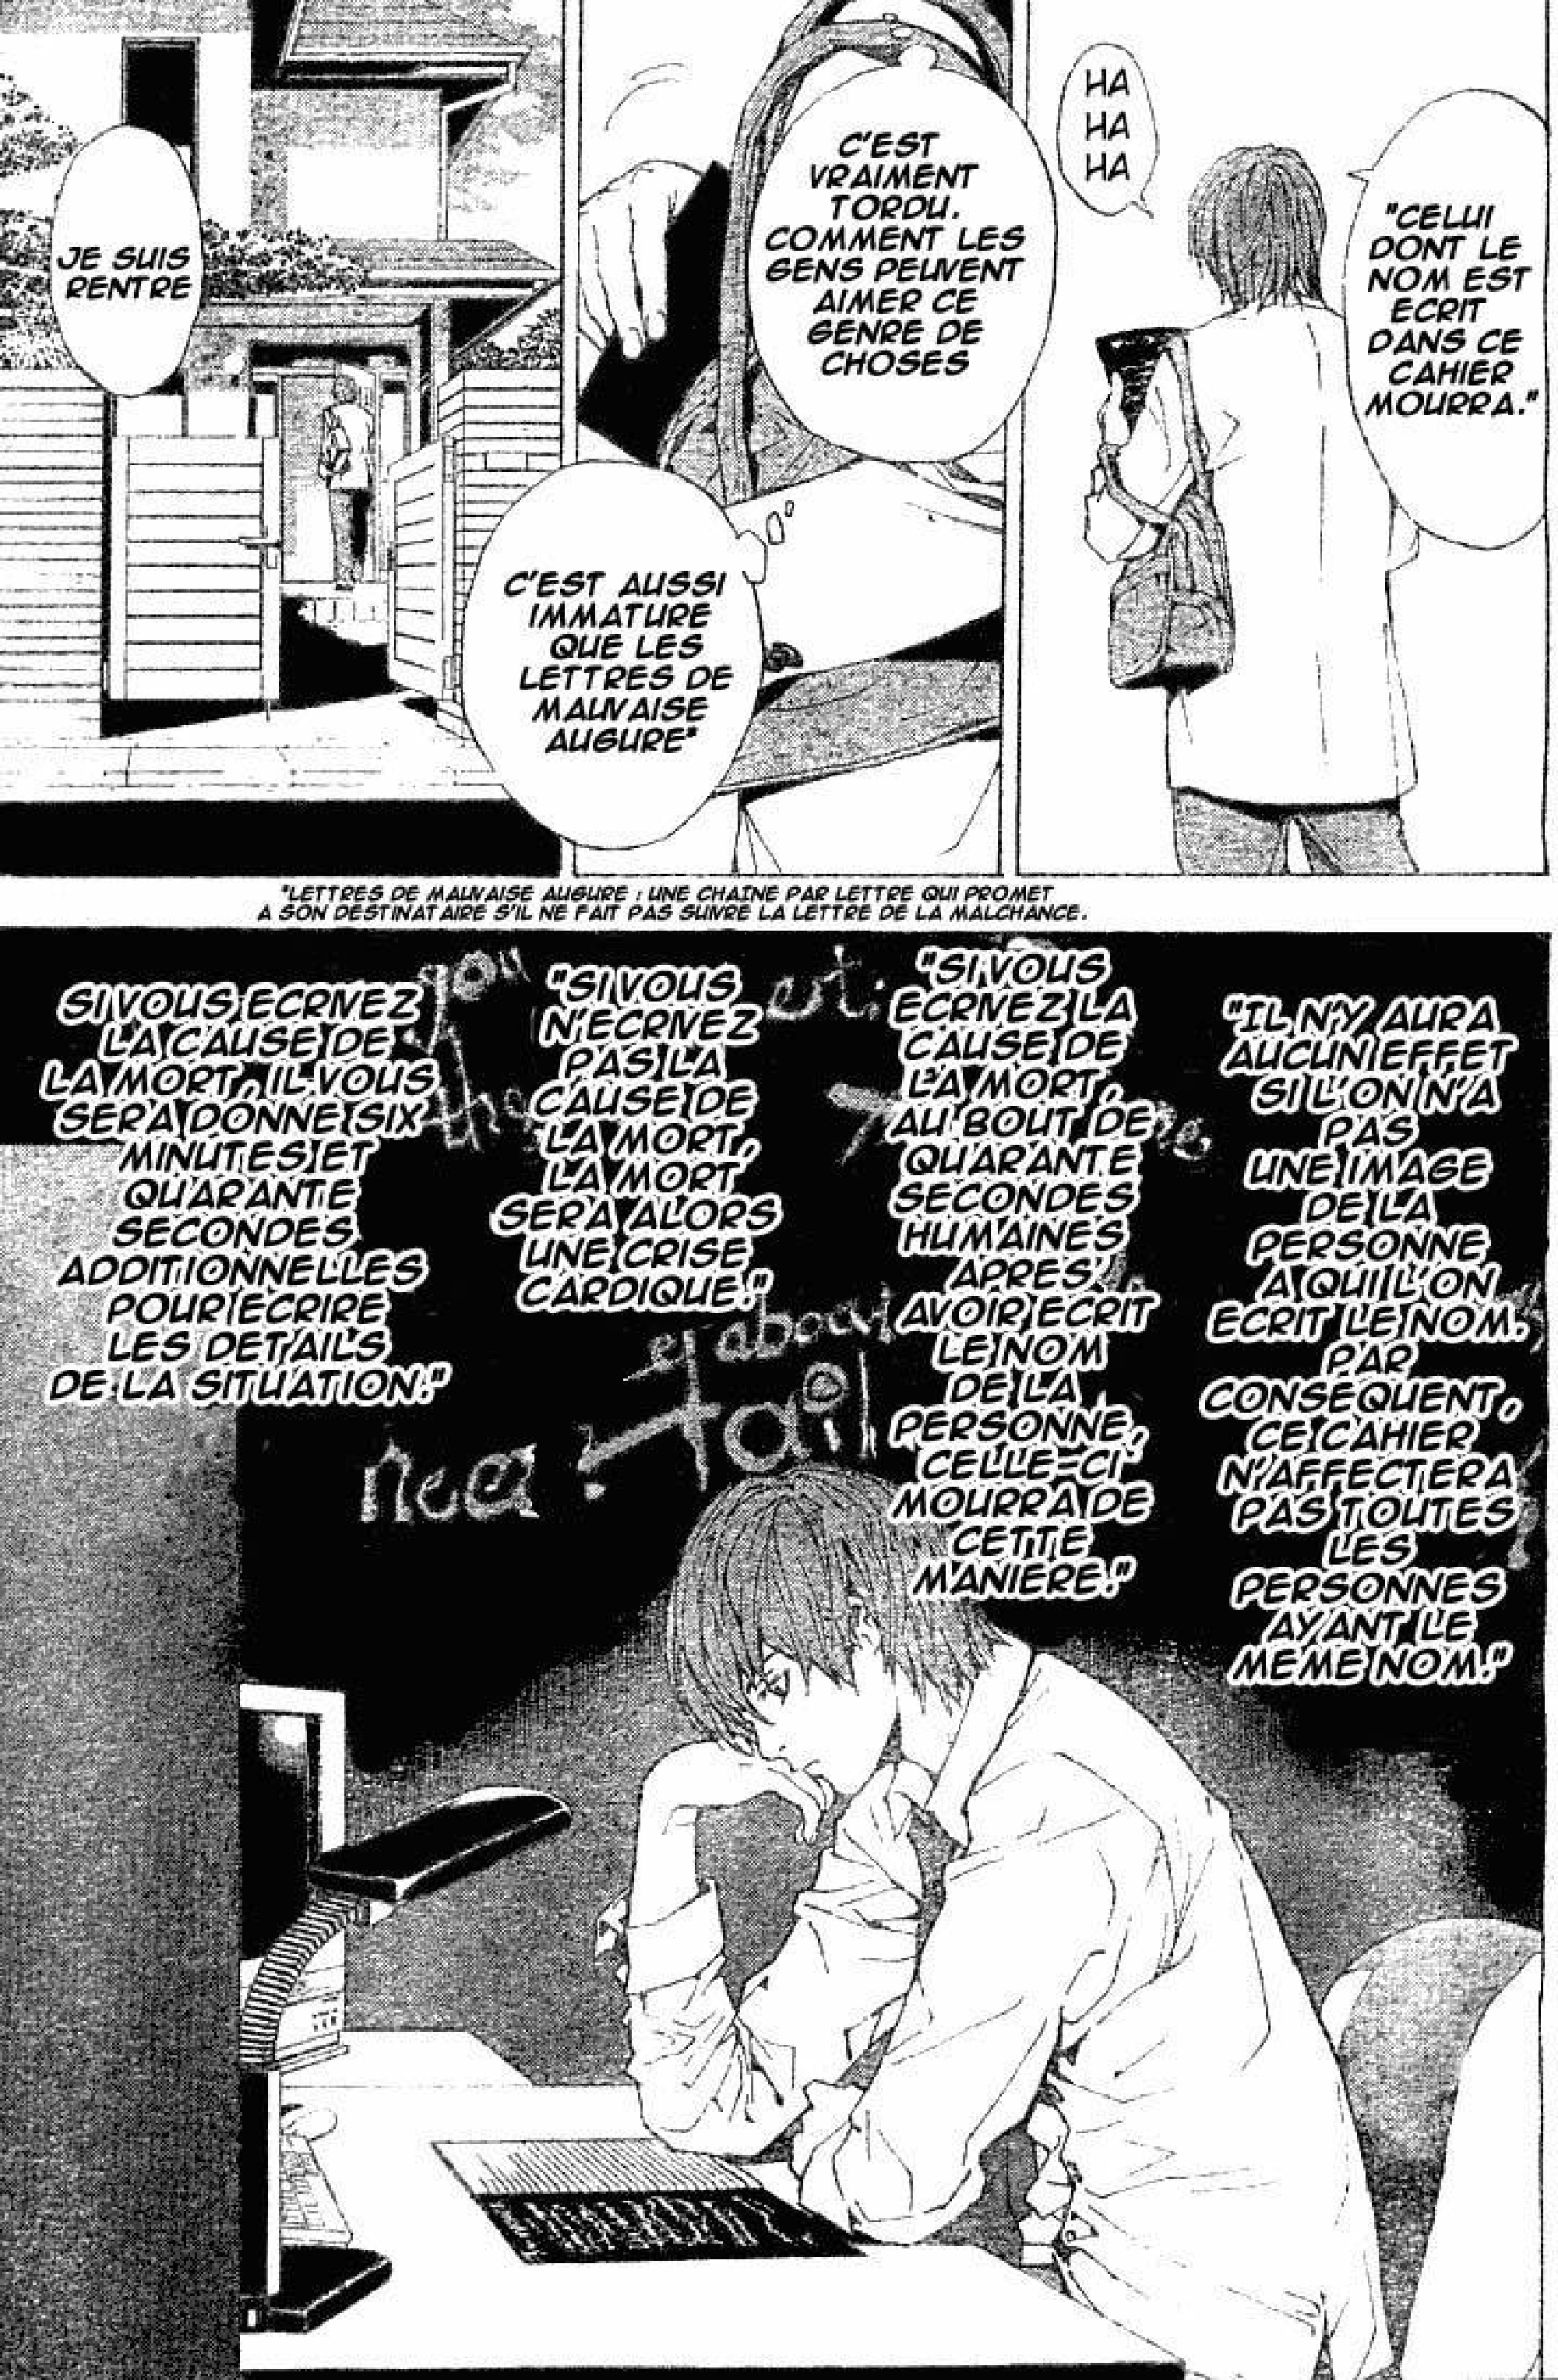 "CELUI
DONT LE
NOM EST
ECRIT
DANS CE
CAHIER
MOURRA."
HA
HA
HA
C'EST
VRAIMENT
TORDU.
COMMENT LES
GENS PEUVENT
AIMER CE
GENRE DE
CHOSES
C'EST AUSSI
IMMATURE
QUE LES
LETTRES DE
MAUVAISE
AUGURE*
JE SUIS
RENTRE
*LETTRES DE MAUVAISE AUGURE : UNE CHAINE PAR LETTRE QUI PROMET
A SON DESTINATAIRE S'IL NE FAIT PAS SUIVRE LA LETTRE DE LA MALCHANCE.
"IL N'Y AURA
AUCUN EFFET
SI L'ON N'A
PAS
UNE IMAGE
DE LA
PERSONNE
A QUI L'ON
ECRIT LE NOM.
PAR
CONSEQUENT,
CE CAHIER
N'AFFECTERA
PAS TOUTES
LES
PERSONNES
AYANT LE
MEME NOM."
"SI VOUS
ECRIVEZ LA
CAUSE DE
LA MORT,
AU BOUT DE
QUARANTE
SECONDES
HUMAINES
APRES
AVOIR ECRIT
LE NOM
DE LA
PERSONNE,
CELLE-CI
MOURRA DE
CETTE
MANIERE."
"SI VOUS
N'ECRIVEZ
PAS LA
CAUSE DE
LA MORT,
LA MORT
SERA ALORS
UNE CRISE
CARDIQUE."
SI VOUS ECRIVEZ
LA CAUSE DE
LA MORT, IL VOUS
SERA DONNE SIX
MINUTES ET
QUARANTE
SECONDES
ADDITIONNELLES
POUR ECRIRE
LES DETAILS
DE LA SITUATION."
you
the
about
tail